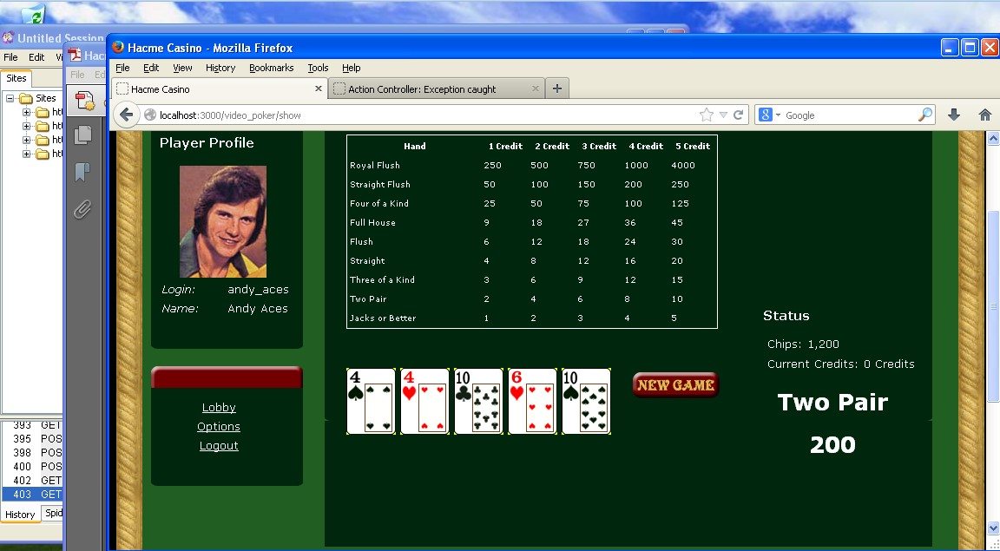 Untitled Session
File Edit Vi
Sites
Sites
htt
htt
htt
htt
393 GET
395 POS
398 POS
400 POS
402 GET
403 GET
History Spid
Hac
File Ed
Hacme Casino - Mozilla Firefox
File Edit View History Bookmarks Tools Help
Hacme Casino
Action Controller: Exception caught
localhost:3000/video_poker/show
Google
Player Profile
Login: andy_aces
Name: Andy Aces
Lobby
Options
Logout
Hand 1 Credit 2 Credit 3 Credit 4 Credit 5 Credit
Royal Flush 250 500 750 1000 4000
Straight Flush 50 100 150 200 250
Four of a Kind 25 50 75 100 125
Full House 9 18 27 36 45
Flush 6 12 18 24 30
Straight 4 8 12 16 20
Three of a Kind 3 6 9 12 15
Two Pair 2 4 6 8 10
Jacks or Better 1 2 3 4 5
4 4 10 6 10
NEW GAME
Status
Chips: 1,200
Current Credits: 0 Credits
Two Pair
200